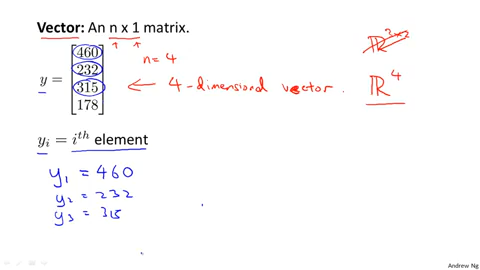 Vector: An n x 1 matrix.
ℝ³ˣ²
n = 4
y = [460
232
315
178]
← 4-dimensional vector.
ℝ⁴
yᵢ = iᵗʰ element
y₁ = 460
y₂ = 232
y₃ = 315
Andrew Ng